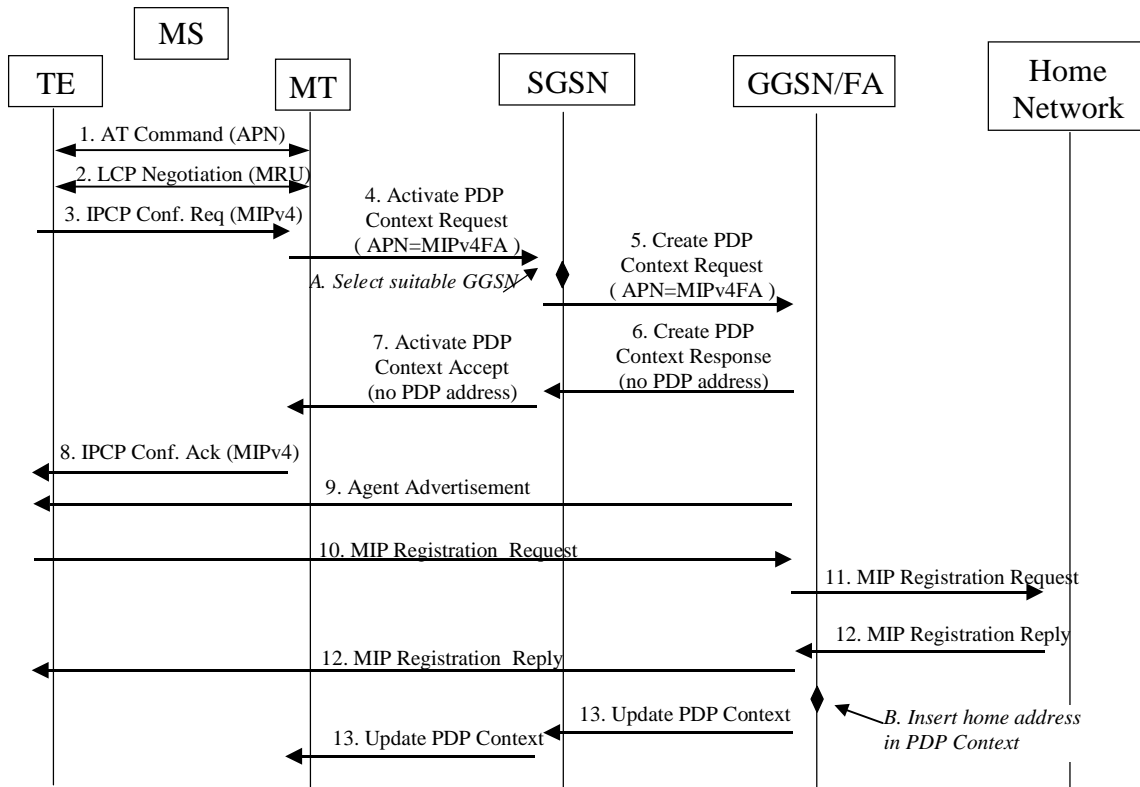 MS
TE
MT
SGSN
GGSN/FA
Home
Network
1. AT Command (APN)
2. LCP Negotiation (MRU)
3. IPCP Conf. Req (MIPv4)
4. Activate PDP
Context Request
( APN=MIPv4FA )
A. Select suitable GGSN
5. Create PDP
Context Request
( APN=MIPv4FA )
6. Create PDP
Context Response
(no PDP address)
7. Activate PDP
Context Accept
(no PDP address)
8. IPCP Conf. Ack (MIPv4)
9. Agent Advertisement
10. MIP Registration Request
11. MIP Registration Request
12. MIP Registration Reply
12. MIP Registration Reply
B. Insert home address
in PDP Context
13. Update PDP Context
13. Update PDP Context